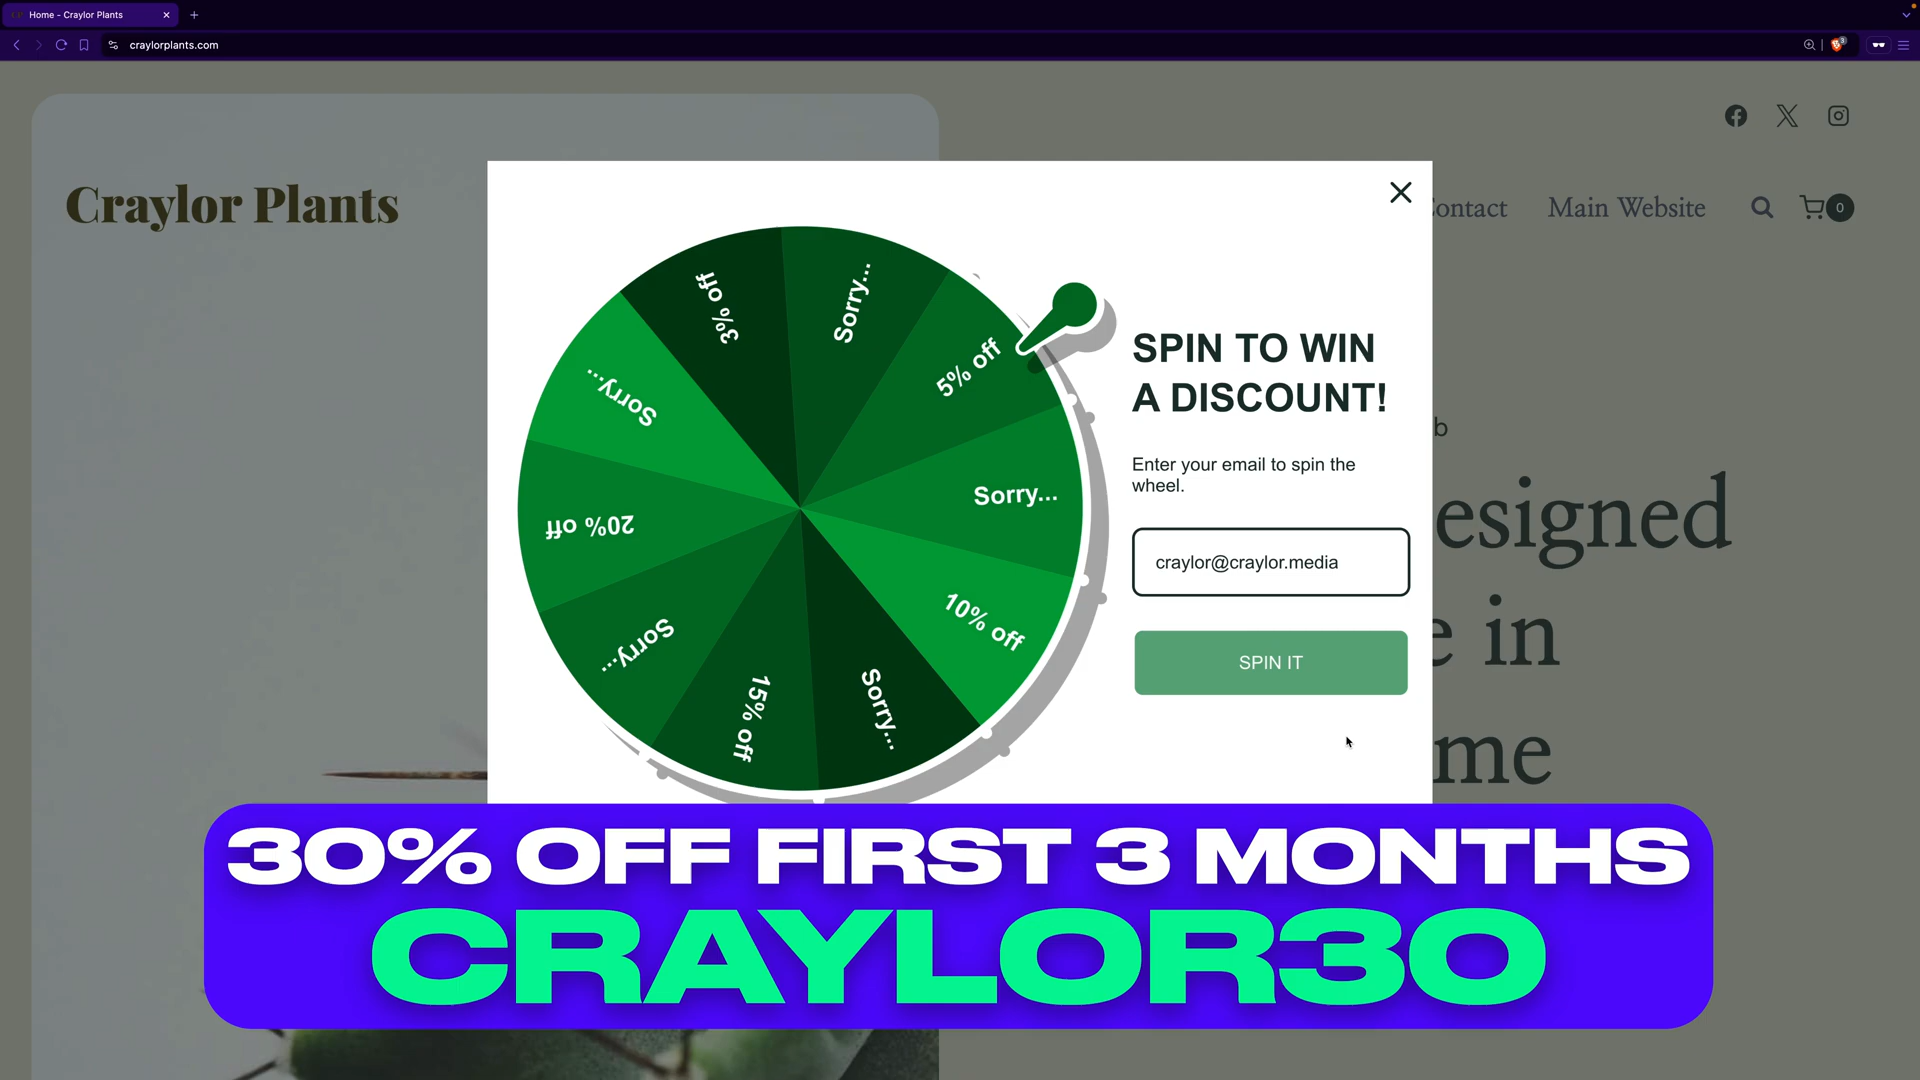 Home - Craylor Plants
craylorplants.com
3
Craylor Plants
ontact
Main Website
0
3% off
Sorry...
5% off
Sorry...
10% off
Sorry...
15% off
Sorry...
20% off
Sorry...
SPIN TO WIN
A DISCOUNT!
Enter your email to spin the
wheel.
craylor@craylor.media
SPIN IT
b
esigned
e in
me
30% OFF FIRST 3 MONTHS
CRAYLOR30